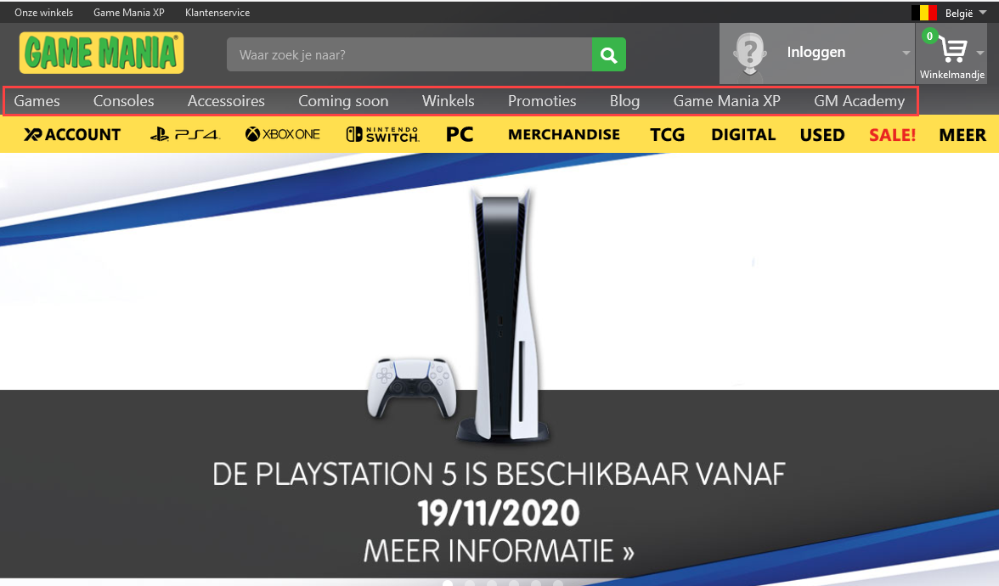 Onze winkels Game Mania XP Klantenservice België
GAME MANIA
Waar zoek je naar?
Inloggen
0
Winkelmandje
Games Consoles Accessoires Coming soon Winkels Promoties Blog Game Mania XP GM Academy
XP ACCOUNT PS4 XBOX ONE NINTENDO SWITCH PC MERCHANDISE TCG DIGITAL USED SALE! MEER
DE PLAYSTATION 5 IS BESCHIKBAAR VANAF
19/11/2020
MEER INFORMATIE »